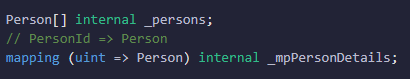 Person[] internal _persons;
// PersonId => Person
mapping (uint => Person) internal _mpPersonDetails;